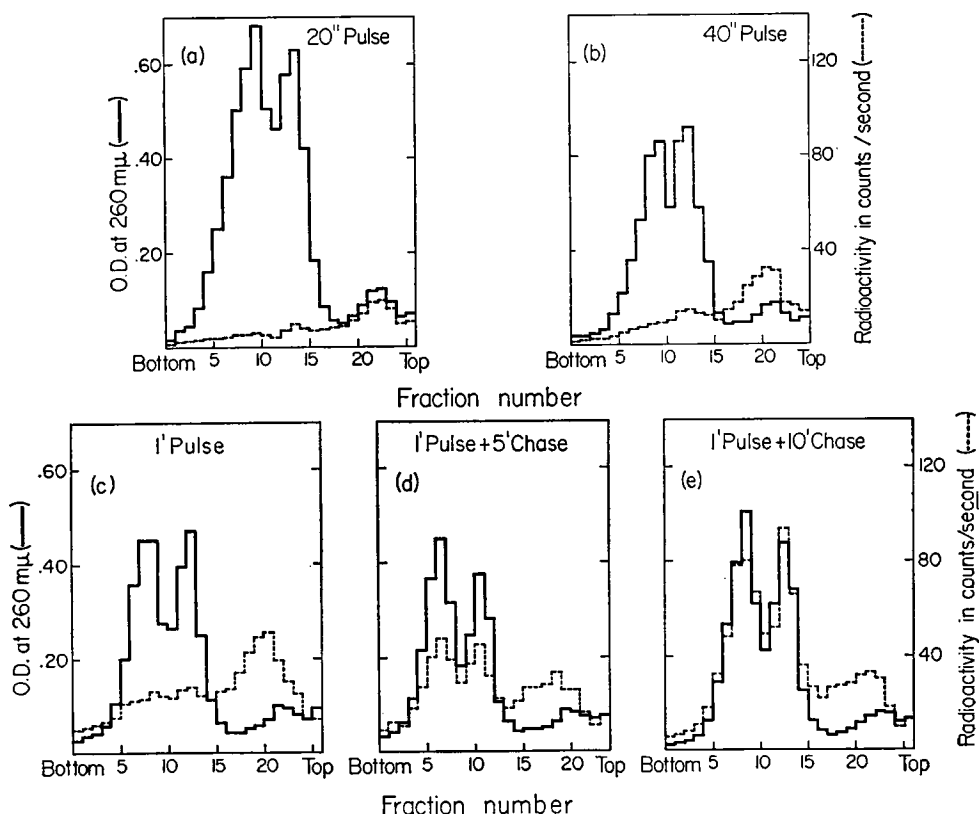 (a)
20" Pulse
.60
.40
.20
O.D. at 260 mμ (——)
Bottom 5 10 15 20 Top
(b)
40" Pulse
120
80
40
Radioactivity in counts / second (-----)
Bottom 5 10 15 20 Top
Fraction number
1' Pulse
(c)
.60
.40
.20
O.D. at 260 mμ (——)
Bottom 5 10 15 20 Top
1' Pulse + 5' Chase
(d)
Bottom 5 10 15 20 Top
1' Pulse + 10' Chase
(e)
120
80
40
Radioactivity in counts/second (-----)
Bottom 5 10 15 20 Top
Fraction number